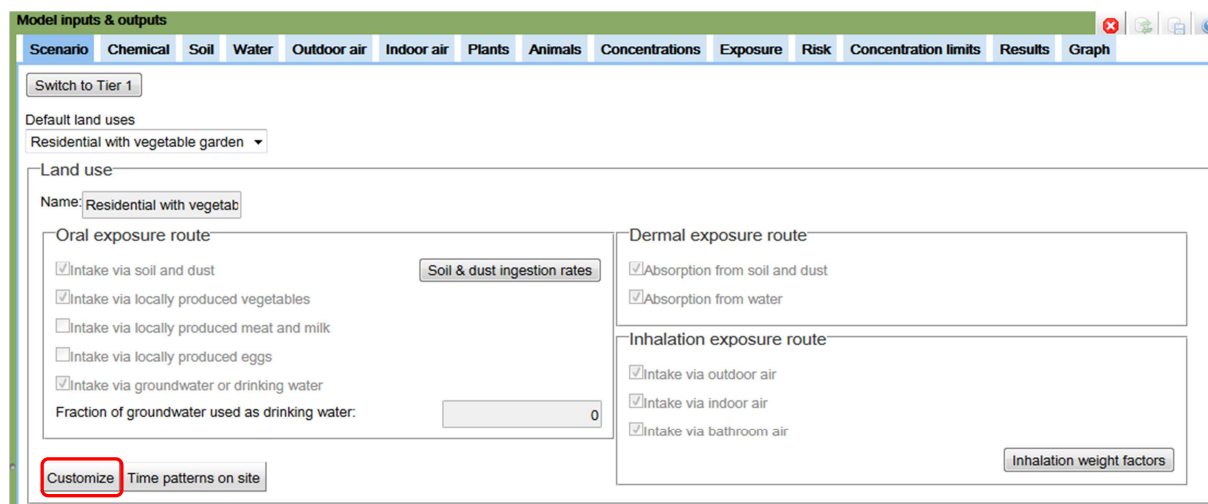 Model inputs & outputs
Scenario Chemical Soil Water Outdoor air Indoor air Plants Animals Concentrations Exposure Risk Concentration limits Results Graph
Switch to Tier 1
Default land uses
Residential with vegetable garden
Land use
Name: Residential with vegetab
Oral exposure route
Intake via soil and dust
Soil & dust ingestion rates
Intake via locally produced vegetables
Intake via locally produced meat and milk
Intake via locally produced eggs
Intake via groundwater or drinking water
Fraction of groundwater used as drinking water: 0
Dermal exposure route
Absorption from soil and dust
Absorption from water
Inhalation exposure route
Intake via outdoor air
Intake via indoor air
Intake via bathroom air
Inhalation weight factors
Customize Time patterns on site